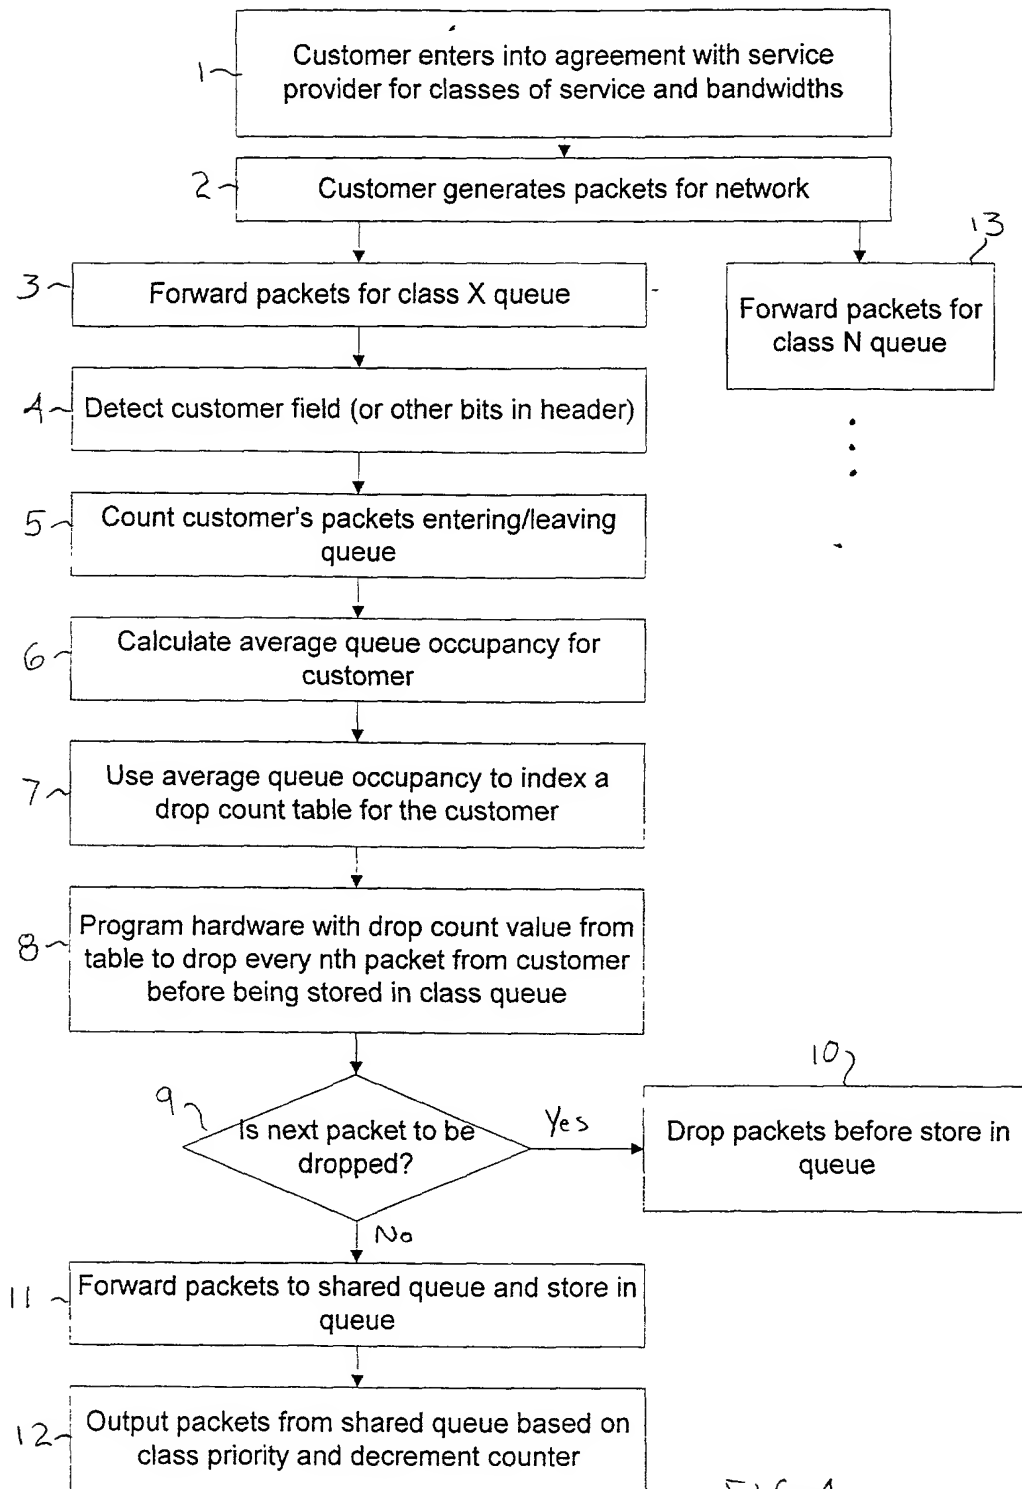 1
Customer enters into agreement with service
provider for classes of service and bandwidths
2
Customer generates packets for network
3
Forward packets for class X queue
13
Forward packets for
class N queue
4
Detect customer field (or other bits in header)
5
Count customer's packets entering/leaving
queue
6
Calculate average queue occupancy for
customer
7
Use average queue occupancy to index a
drop count table for the customer
8
Program hardware with drop count value from
table to drop every nth packet from customer
before being stored in class queue
9
Is next packet to be
dropped?
Yes
10
Drop packets before store in
queue
No
11
Forward packets to shared queue and store in
queue
12
Output packets from shared queue based on
class priority and decrement counter